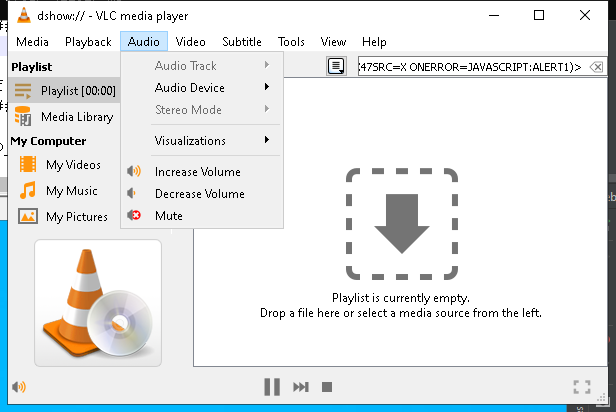 dshow:// - VLC media player
Media Playback Audio Video Subtitle Tools View Help
Playlist
Playlist [00:00]
Media Library
My Computer
My Videos
My Music
My Pictures
Audio Track
Audio Device
Stereo Mode
Visualizations
Increase Volume
Decrease Volume
Mute
47SRC=X ONERROR=JAVASCRIPT:ALERT1)>
Playlist is currently empty.
Drop a file here or select a media source from the left.